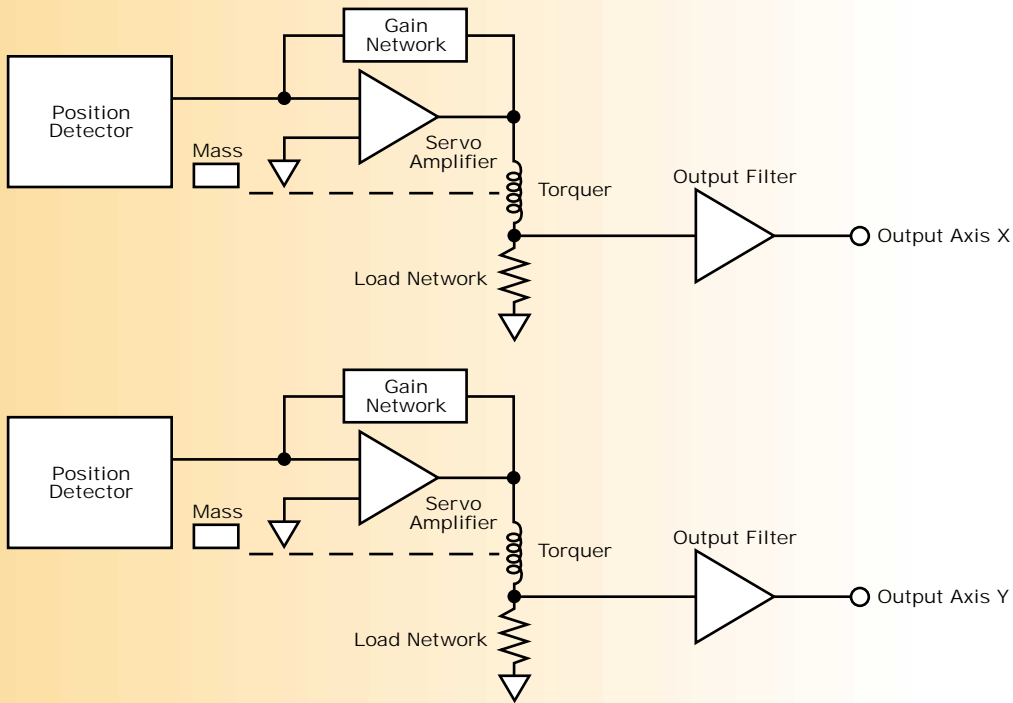 Gain
Network
Position
Detector
Mass
Servo
Amplifier
Torquer
Output Filter
Output Axis X
Load Network
Gain
Network
Position
Detector
Mass
Servo
Amplifier
Torquer
Output Filter
Output Axis Y
Load Network